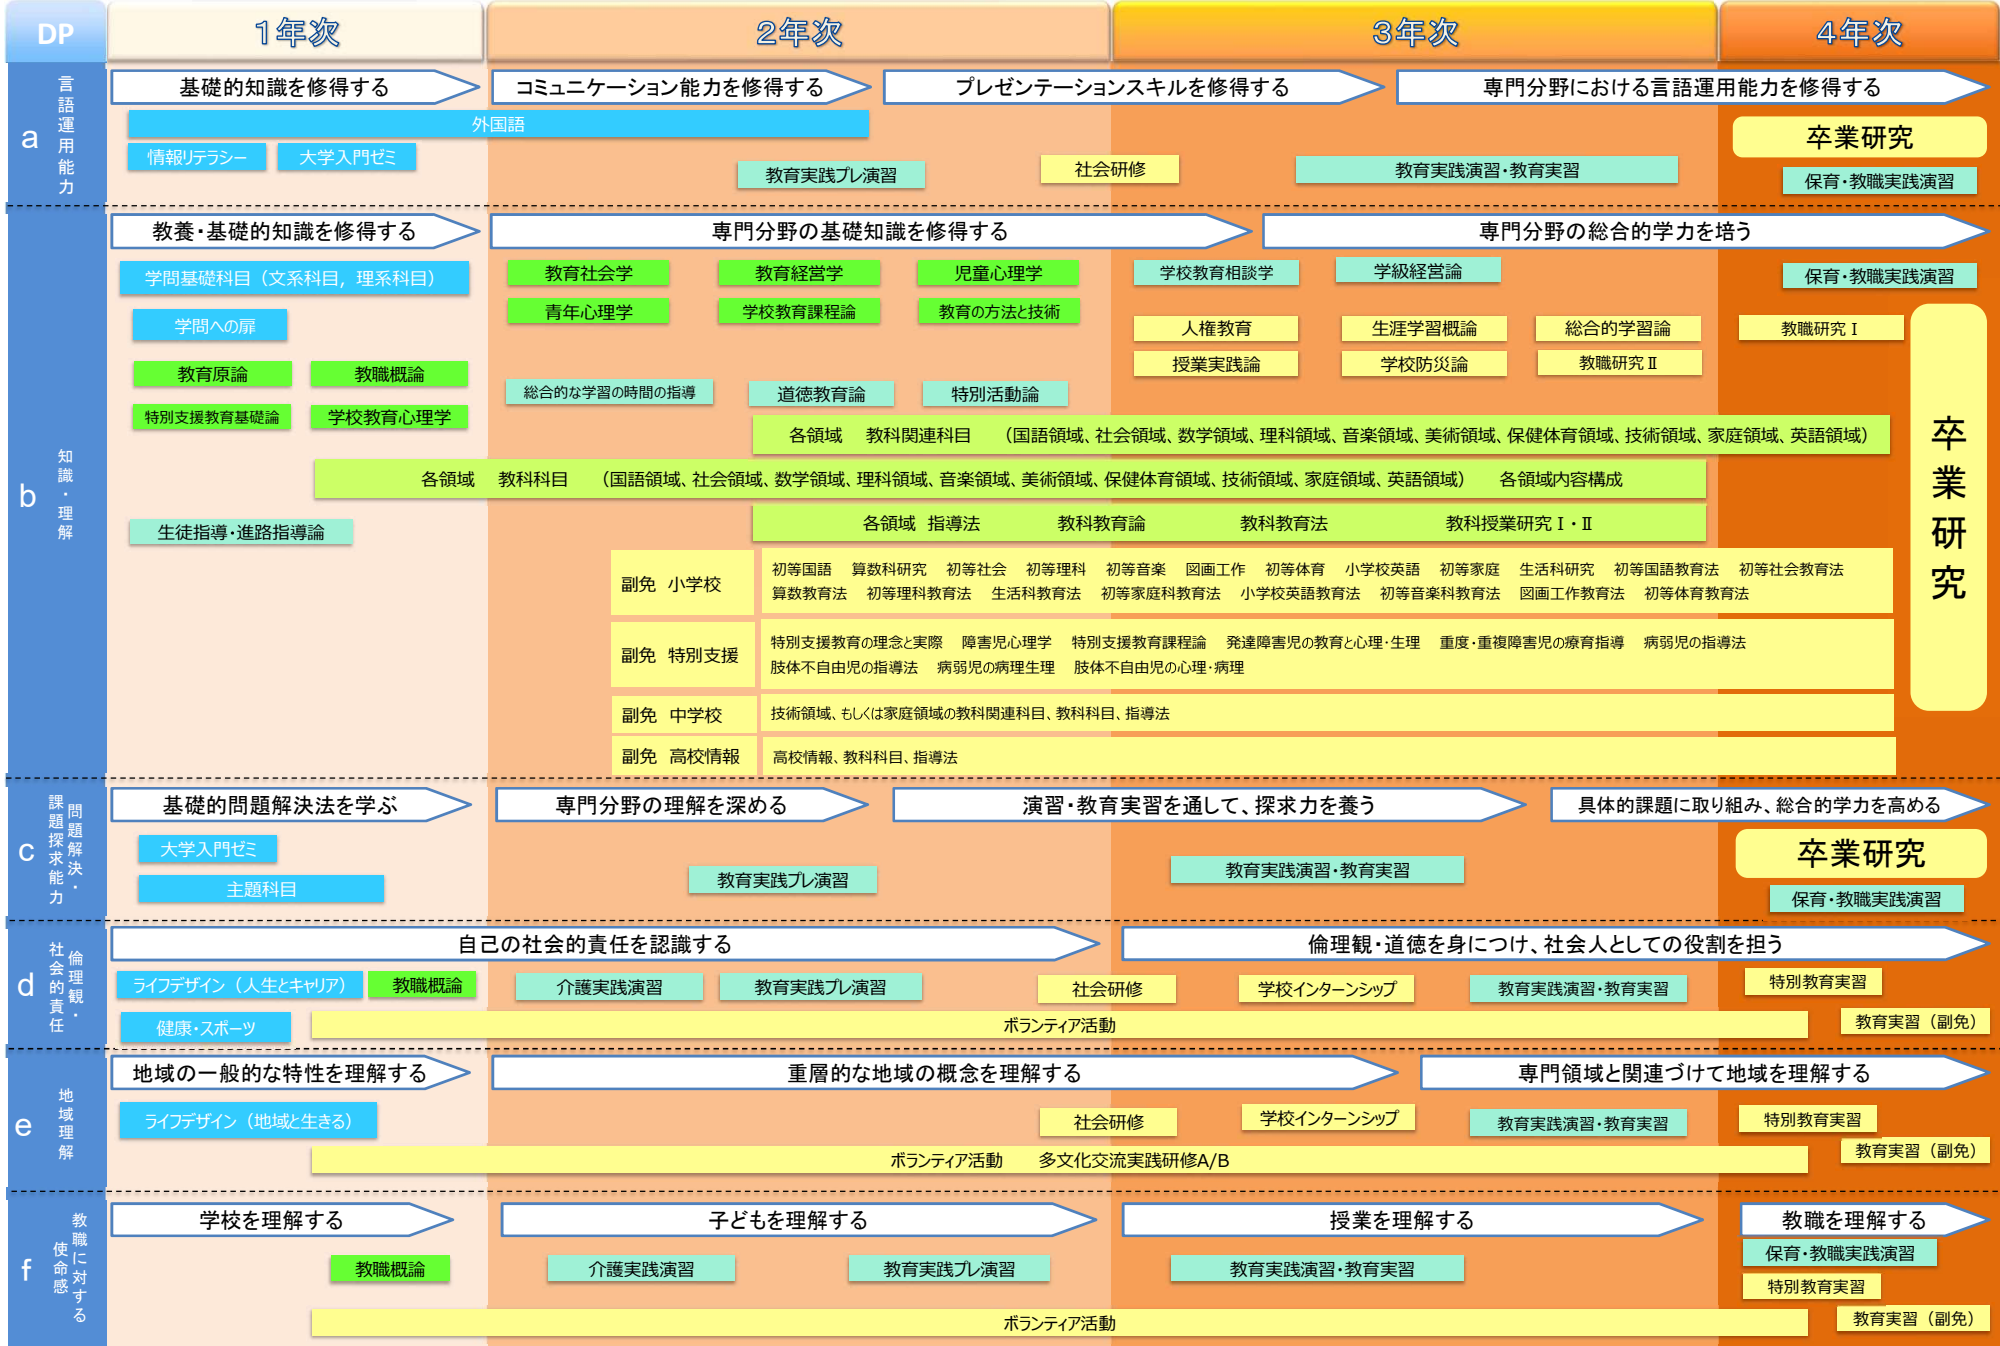 DP
1年次
2年次
3年次
4年次
a
言語運用能力
基礎的知識を修得する
コミュニケーション能力を修得する
プレゼンテーションスキルを修得する
専門分野における言語運用能力を修得する
外国語
情報リテラシー
大学入門ゼミ
教育実践プレ演習
社会研修
教育実践演習・教育実習
卒業研究
保育・教職実践演習
b
知識・理解
教養・基礎的知識を修得する
専門分野の基礎知識を修得する
専門分野の総合的学力を培う
学問基礎科目（文系科目，理系科目）
教育社会学
教育経営学
児童心理学
学校教育相談学
学級経営論
保育・教職実践演習
学問への扉
青年心理学
学校教育課程論
教育の方法と技術
人権教育
生涯学習概論
総合的学習論
教職研究Ⅰ
教育原論
教職概論
授業実践論
学校防災論
教職研究Ⅱ
総合的な学習の時間の指導
道徳教育論
特別活動論
特別支援教育基礎論
学校教育心理学
各領域　教科関連科目　（国語領域、社会領域、数学領域、理科領域、音楽領域、美術領域、保健体育領域、技術領域、家庭領域、英語領域）
各領域　教科科目　（国語領域、社会領域、数学領域、理科領域、音楽領域、美術領域、保健体育領域、技術領域、家庭領域、英語領域）　各領域内容構成
各領域 指導法　教科教育論　教科教育法　教科授業研究Ⅰ・Ⅱ
生徒指導・進路指導論
卒業研究
副免　小学校
初等国語　算数科研究　初等社会　初等理科　初等音楽　図画工作　初等体育　小学校英語　初等家庭　生活科研究　初等国語教育法　初等社会教育法
算数教育法　初等理科教育法　生活科教育法　初等家庭科教育法　小学校英語教育法　初等音楽科教育法　図画工作教育法　初等体育教育法
副免　特別支援
特別支援教育の理念と実際　障害児心理学　特別支援教育課程論　発達障害児の教育と心理・生理　重度・重複障害児の療育指導　病弱児の指導法
肢体不自由児の指導法　病弱児の病理生理　肢体不自由児の心理・病理
副免　中学校
技術領域、もしくは家庭領域の教科関連科目、教科科目、指導法
副免　高校情報
高校情報、教科科目、指導法
c
問題解決・
課題探求能力
基礎的問題解決法を学ぶ
専門分野の理解を深める
演習・教育実習を通して、探求力を養う
具体的課題に取り組み、総合的学力を高める
大学入門ゼミ
主題科目
教育実践プレ演習
教育実践演習・教育実習
卒業研究
保育・教職実践演習
d
倫理観・
社会的責任
自己の社会的責任を認識する
倫理観・道徳を身につけ、社会人としての役割を担う
ライフデザイン（人生とキャリア）
教職概論
介護実践演習
教育実践プレ演習
社会研修
学校インターンシップ
教育実践演習・教育実習
特別教育実習
健康・スポーツ
ボランティア活動
教育実習（副免）
e
地域理解
地域の一般的な特性を理解する
重層的な地域の概念を理解する
専門領域と関連づけて地域を理解する
ライフデザイン（地域と生きる）
社会研修
学校インターンシップ
教育実践演習・教育実習
特別教育実習
ボランティア活動　多文化交流実践研修A/B
教育実習（副免）
f
教職に対する
使命感
学校を理解する
子どもを理解する
授業を理解する
教職を理解する
教職概論
介護実践演習
教育実践プレ演習
教育実践演習・教育実習
保育・教職実践演習
特別教育実習
ボランティア活動
教育実習（副免）